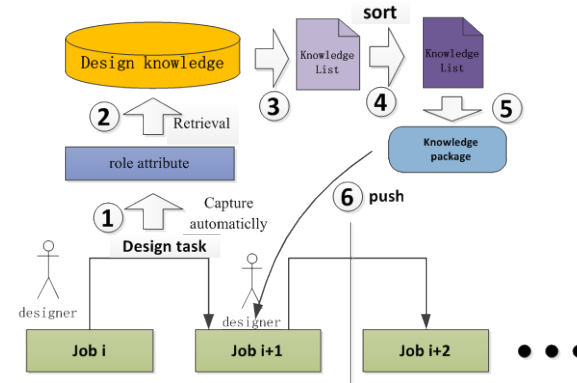 sort
Design knowledge
Knowledge
List
Knowledge
List
3
4
5
2
Retrieval
Knowledge
package
role attribute
6 push
1
Capture
automaticlly
Design task
designer
designer
Job i
Job i+1
Job i+2